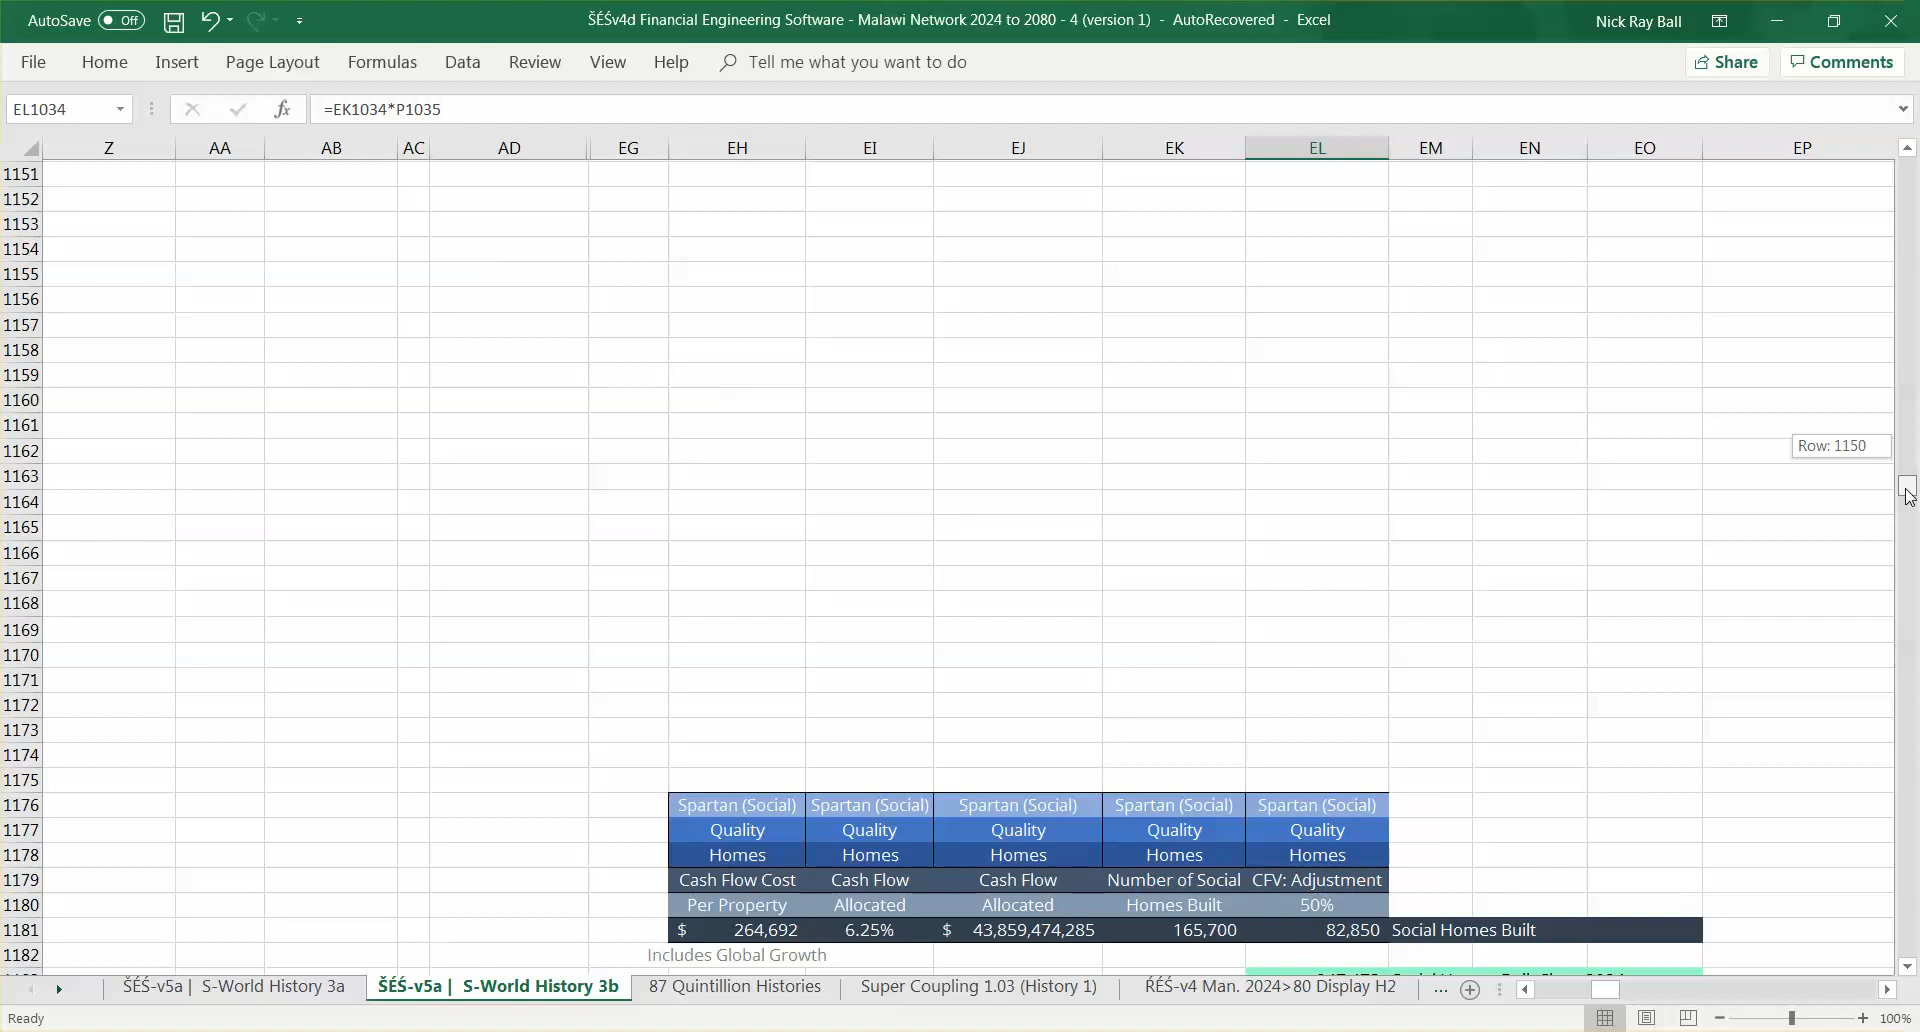 AutoSave Off ŠÉŚv4d Financial Engineering Software - Malawi Network 2024 to 2080 - 4 (version 1) - AutoRecovered - Excel Nick Ray Ball
File Home Insert Page Layout Formulas Data Review View Help Tell me what you want to do Share Comments
EL1034 fx =EK1034*P1035
Z AA AB AC AD EG EH EI EJ EK EL EM EN EO EP
1151
1152
1153
1154
1155
1156
1157
1158
1159
1160
1161
1162 Row: 1150
1163
1164
1165
1166
1167
1168
1169
1170
1171
1172
1173
1174
1175
1176 Spartan (Social) Spartan (Social) Spartan (Social) Spartan (Social) Spartan (Social)
1177 Quality Quality Quality Quality Quality
1178 Homes Homes Homes Homes Homes
1179 Cash Flow Cost Cash Flow Cash Flow Number of Social CFV: Adjustment
1180 Per Property Allocated Allocated Homes Built 50%
1181 $ 264,692 6.25% $ 43,859,474,285 165,700 82,850 Social Homes Built
1182 Includes Global Growth
ŠÉŚ-v5a | S-World History 3a ŠÉŚ-v5a | S-World History 3b 87 Quintillion Histories Super Coupling 1.03 (History 1) ŔÉŚ-v4 Man. 2024>80 Display H2 ...
Ready 100%